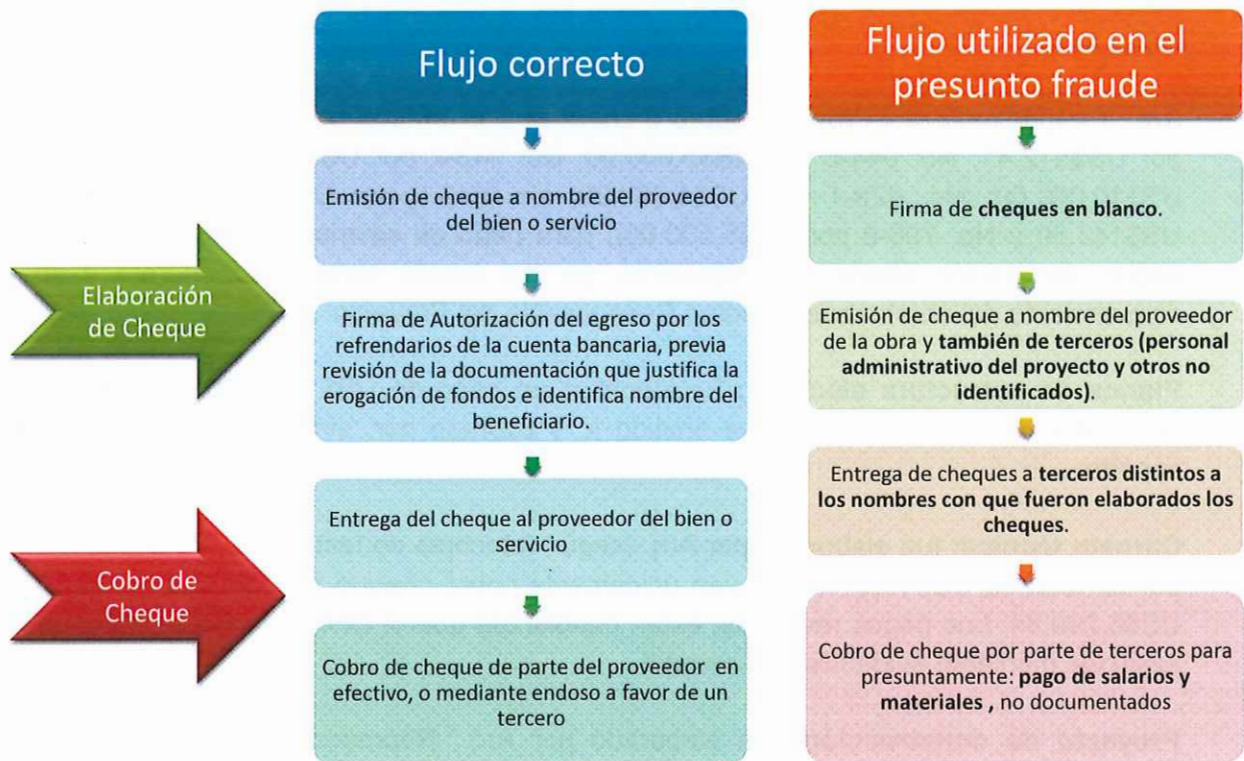 Flujo correcto
Flujo utilizado en el
presunto fraude
Elaboración
de Cheque
Emisión de cheque a nombre del proveedor
del bien o servicio
Firma de cheques en blanco.
Firma de Autorización del egreso por los
refrendarios de la cuenta bancaria, previa
revisión de la documentación que justifica la
erogación de fondos e identifica nombre del
beneficiario.
Emisión de cheque a nombre del proveedor
de la obra y también de terceros (personal
administrativo del proyecto y otros no
identificados).
Cobro de
Cheque
Entrega del cheque al proveedor del bien o
servicio
Entrega de cheques a terceros distintos a
los nombres con que fueron elaborados los
cheques.
Cobro de cheque de parte del proveedor en
efectivo, o mediante endoso a favor de un
tercero
Cobro de cheque por parte de terceros para
presuntamente: pago de salarios y
materiales , no documentados